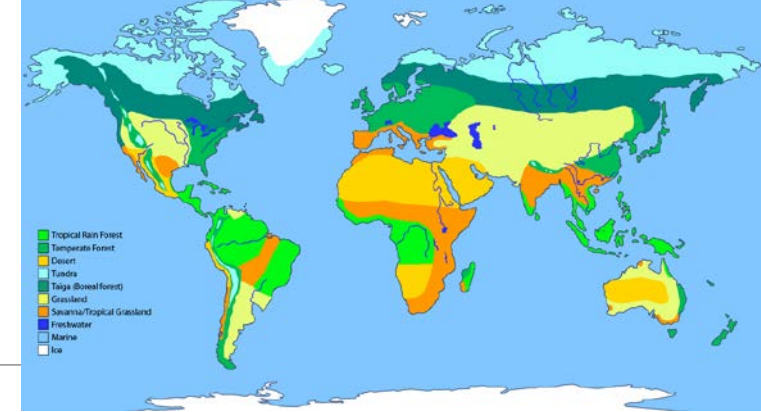 Tropical Rain Forest
Temperate Forest
Desert
Tundra
Taiga (Boreal forest)
Grassland
Savanna/Tropical Grassland
Freshwater
Marine
Ice